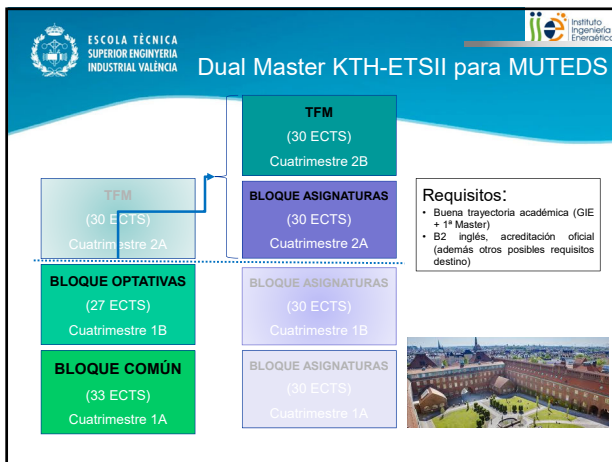 ESCOLA TÈCNICA
SUPERIOR ENGINYERIA
INDUSTRIAL VALÈNCIA
iie
Instituto
Ingeniería
Energética
Dual Master KTH-ETSII para MUTEDS
TFM
(30 ECTS)
Cuatrimestre 2B
TFM
(30 ECTS)
Cuatrimestre 2A
BLOQUE ASIGNATURAS
(30 ECTS)
Cuatrimestre 2A
Requisitos:
• Buena trayectoria académica (GIE
+ 1ª Master)
• B2 inglés, acreditación oficial
(además otros posibles requisitos
destino)
BLOQUE OPTATIVAS
(27 ECTS)
Cuatrimestre 1B
BLOQUE ASIGNATURAS
(30 ECTS)
Cuatrimestre 1B
BLOQUE COMÚN
(33 ECTS)
Cuatrimestre 1A
BLOQUE ASIGNATURAS
(30 ECTS)
Cuatrimestre 1A